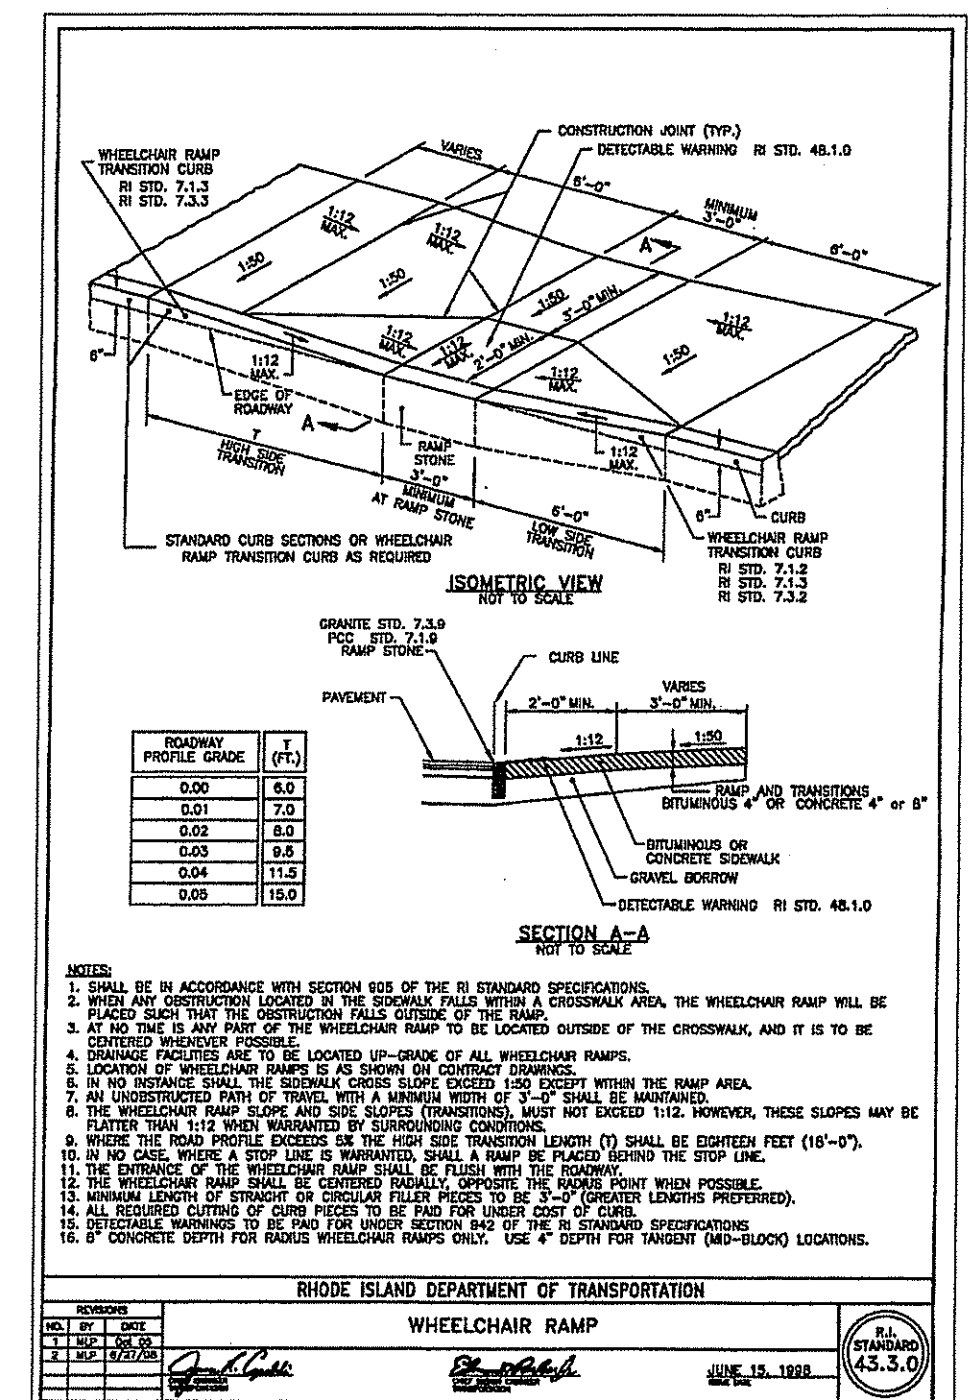 CONSTRUCTION JOINT (TYP.)
DETECTABLE WARNING RI STD. 48.1.0
WHEELCHAIR RAMP
TRANSITION CURB
RI STD. 7.1.3
RI STD. 7.3.3
VARIES
6'-0"
MINIMUM
3'-0"
6'-0"
1:12
MAX.
1:12
MAX.
A
1:50
1:50
1:50
3'-0" MIN.
1:12
MAX.
1:12
MAX.
1:12
MAX.
2'-0" MIN.
1:50
6"
1:12
MAX.
1:12
MAX.
EDGE OF
ROADWAY
A
T
HIGH SIDE
TRANSITION
RAMP
STONE
3'-0"
MINIMUM
AT RAMP STONE
1:12
MAX.
6'-0"
LOW SIDE
TRANSITION
6"
CURB
STANDARD CURB SECTIONS OR WHEELCHAIR
RAMP TRANSITION CURB AS REQUIRED
WHEELCHAIR RAMP
TRANSITION CURB
RI STD. 7.1.2
RI STD. 7.1.3
RI STD. 7.3.2
ISOMETRIC VIEW
NOT TO SCALE
GRANITE STD. 7.3.9
PCC STD. 7.1.9
RAMP STONE
CURB LINE
PAVEMENT
VARIES
2'-0" MIN.
3'-0" MIN.
1:12
1:50
RAMP AND TRANSITIONS
BITUMINOUS 4" OR CONCRETE 4" or 8"
BITUMINOUS OR
CONCRETE SIDEWALK
GRAVEL BORROW
DETECTABLE WARNING RI STD. 48.1.0
SECTION A-A
NOT TO SCALE
ROADWAY PROFILE GRADE T (FT.)
0.00 6.0
0.01 7.0
0.02 8.0
0.03 9.5
0.04 11.5
0.05 15.0
NOTES:
1. SHALL BE IN ACCORDANCE WITH SECTION 905 OF THE RI STANDARD SPECIFICATIONS.
2. WHEN ANY OBSTRUCTION LOCATED IN THE SIDEWALK FALLS WITHIN A CROSSWALK AREA, THE WHEELCHAIR RAMP WILL BE
PLACED SUCH THAT THE OBSTRUCTION FALLS OUTSIDE OF THE RAMP.
3. AT NO TIME IS ANY PART OF THE WHEELCHAIR RAMP TO BE LOCATED OUTSIDE OF THE CROSSWALK, AND IT IS TO BE
CENTERED WHENEVER POSSIBLE.
4. DRAINAGE FACILITIES ARE TO BE LOCATED UP-GRADE OF ALL WHEELCHAIR RAMPS.
5. LOCATION OF WHEELCHAIR RAMPS IS AS SHOWN ON CONTRACT DRAWINGS.
6. IN NO INSTANCE SHALL THE SIDEWALK CROSS SLOPE EXCEED 1:50 EXCEPT WITHIN THE RAMP AREA.
7. AN UNOBSTRUCTED PATH OF TRAVEL WITH A MINIMUM WIDTH OF 3'-0" SHALL BE MAINTAINED.
8. THE WHEELCHAIR RAMP SLOPE AND SIDE SLOPES (TRANSITIONS), MUST NOT EXCEED 1:12. HOWEVER, THESE SLOPES MAY BE
FLATTER THAN 1:12 WHEN WARRANTED BY SURROUNDING CONDITIONS.
9. WHERE THE ROAD PROFILE EXCEEDS 5% THE HIGH SIDE TRANSITION LENGTH (T) SHALL BE EIGHTEEN FEET (18'-0").
10. IN NO CASE, WHERE A STOP LINE IS WARRANTED, SHALL A RAMP BE PLACED BEHIND THE STOP LINE.
11. THE ENTRANCE OF THE WHEELCHAIR RAMP SHALL BE FLUSH WITH THE ROADWAY.
12. THE WHEELCHAIR RAMP SHALL BE CENTERED RADIALLY, OPPOSITE THE RADIUS POINT WHEN POSSIBLE.
13. MINIMUM LENGTH OF STRAIGHT OR CIRCULAR FILLER PIECES TO BE 3'-0" (GREATER LENGTHS PREFERRED).
14. ALL REQUIRED CUTTING OF CURB PIECES TO BE PAID FOR UNDER COST OF CURB.
15. DETECTABLE WARNINGS TO BE PAID FOR UNDER SECTION 942 OF THE RI STANDARD SPECIFICATIONS
16. 8" CONCRETE DEPTH FOR RADIUS WHEELCHAIR RAMPS ONLY. USE 4" DEPTH FOR TANGENT (MID-BLOCK) LOCATIONS.
RHODE ISLAND DEPARTMENT OF TRANSPORTATION
REVISIONS
NO. BY DATE
1 MLP Oct 05
2 MLP 6/27/08
WHEELCHAIR RAMP
JUNE 15, 1998
ISSUE DATE
R.I.
STANDARD
43.3.0